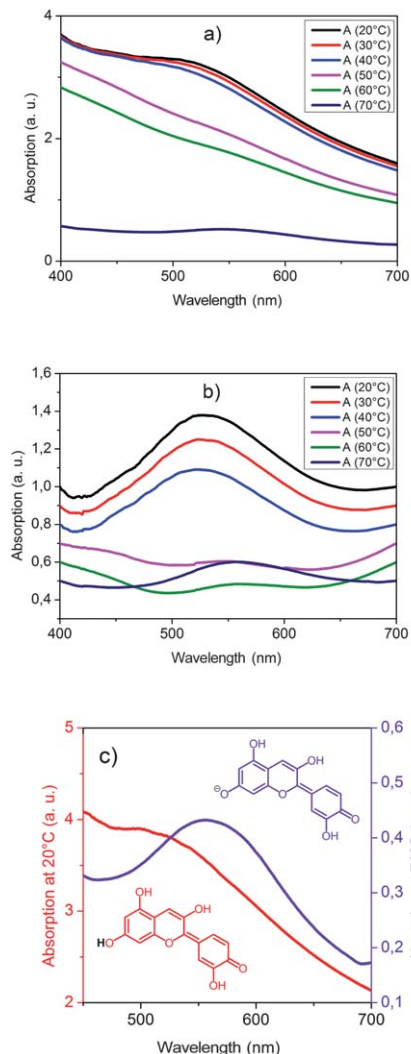 a)
A (20°C)
A (30°C)
A (40°C)
A (50°C)
A (60°C)
A (70°C)
Absorption (a. u.)
4
2
0
400 500 600 700
Wavelength (nm)
b)
A (20°C)
A (30°C)
A (40°C)
A (50°C)
A (60°C)
A (70°C)
Absorption (a. u.)
1,6
1,4
1,2
1,0
0,8
0,6
0,4
400 500 600 700
Wavelength (nm)
c)
Absorption at 20°C (a. u.)
5
4
3
2
0,6
0,5
0,4
0,3
0,2
0,1
OH
OH
⊖O
O
O
OH
OH
OH
HO
O
O
OH
500 600 700
Wavelength (nm)